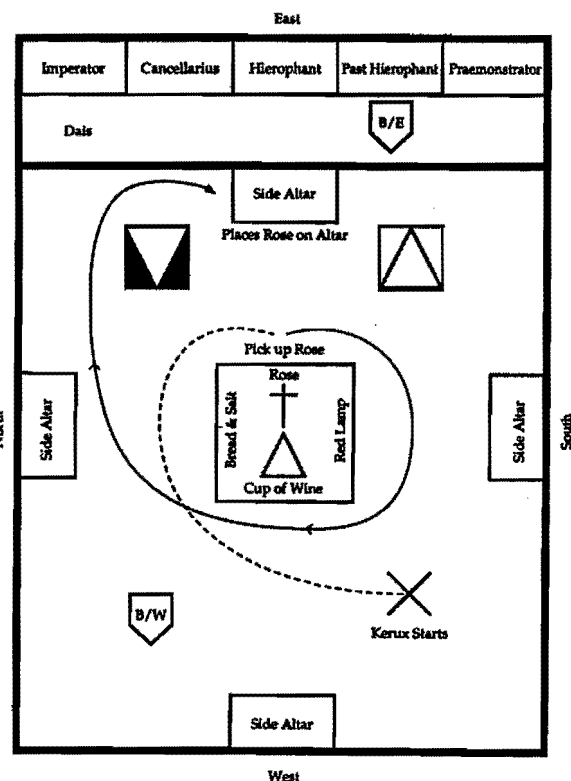 East
Imperator
Cancellarius
Hierophant
Past Hierophant
Praemonstrator
Dais
B/E
Side Altar
Places Rose on Altar
Pick up Rose
Rose
Bread & Salt
Red Lamp
Cup of Wine
Side Altar
Side Altar
South
Kerux Starts
B/W
Side Altar
West